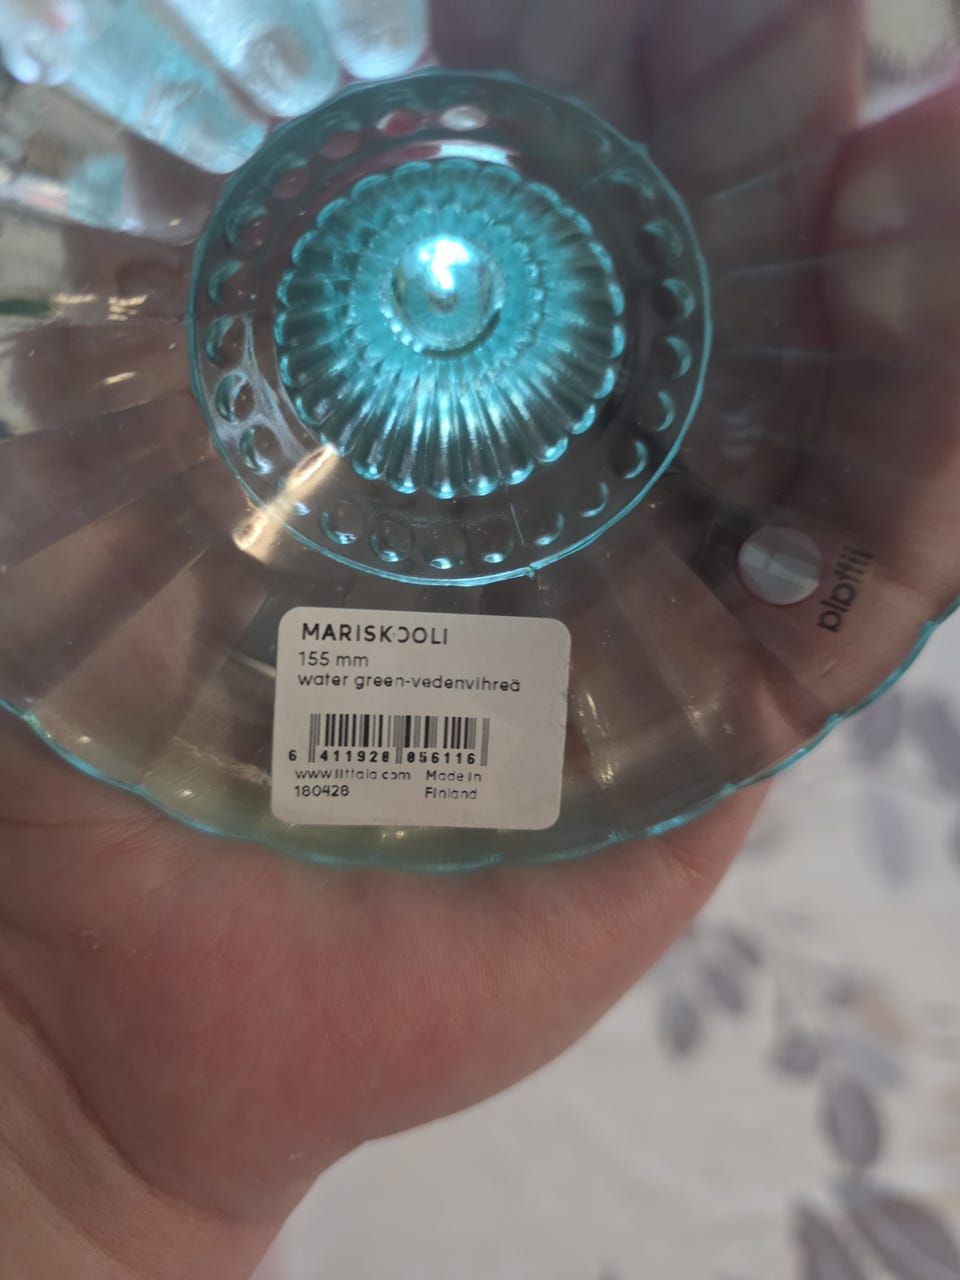 MARISKOOLI
155 mm
water green-vedenvihreä
6 411920 056116
www.iittala.com Made in
180428 Finland
iittala